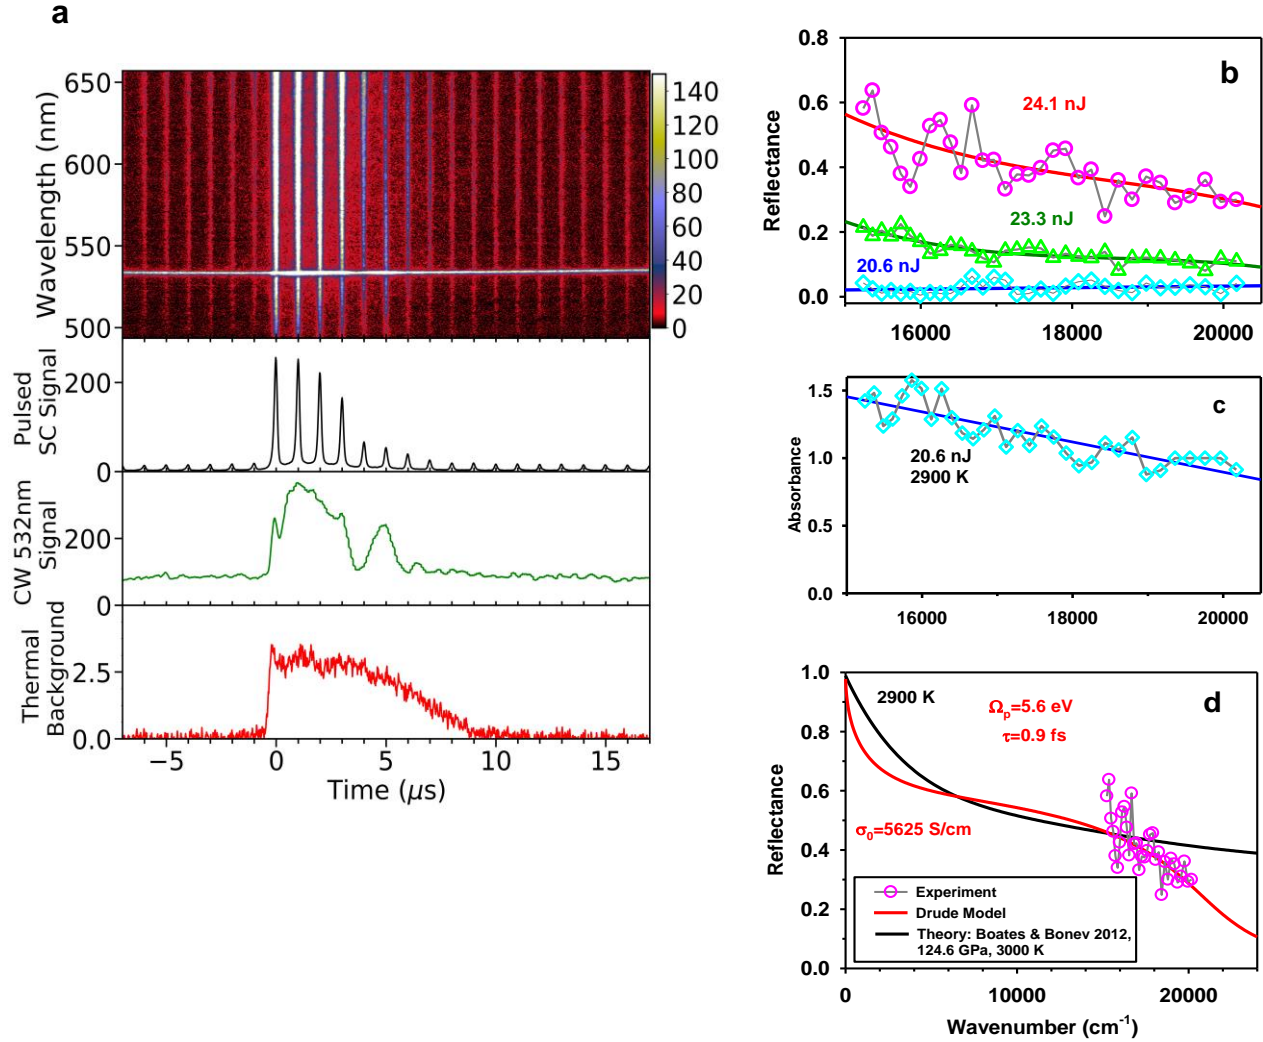 a
Wavelength (nm)
650
600
550
500
140
120
100
80
60
40
20
0
Pulsed
SC Signal
200
0
CW 532nm
Signal
0
200
0
Thermal
Background
2.5
0.0
−5
0
5
10
15
Time (μs)
b
Reflectance
0.8
0.6
0.4
0.2
0.0
24.1 nJ
23.3 nJ
20.6 nJ
16000
18000
20000
c
Absorbance
1.5
1.0
0.5
0.0
20.6 nJ
2900 K
16000
18000
20000
d
Reflectance
1.0
0.8
0.6
0.4
0.2
0.0
2900 K
Ωp=5.6 eV
τ=0.9 fs
σ0=5625 S/cm
Experiment
Drude Model
Theory: Boates & Bonev 2012,
124.6 GPa, 3000 K
0
10000
20000
Wavenumber (cm-1)